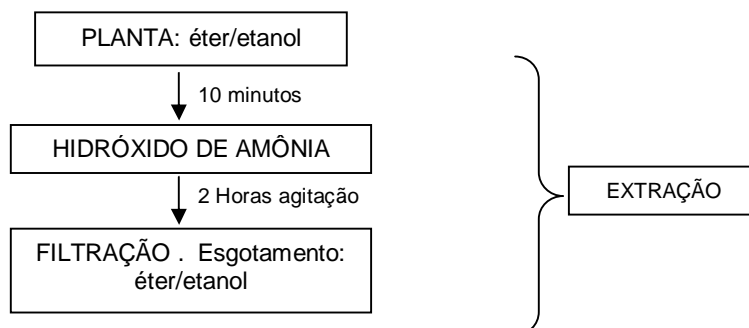 PLANTA: éter/etanol
10 minutos
HIDRÓXIDO DE AMÔNIA
2 Horas agitação
EXTRAÇÃO
FILTRAÇÃO . Esgotamento:
éter/etanol